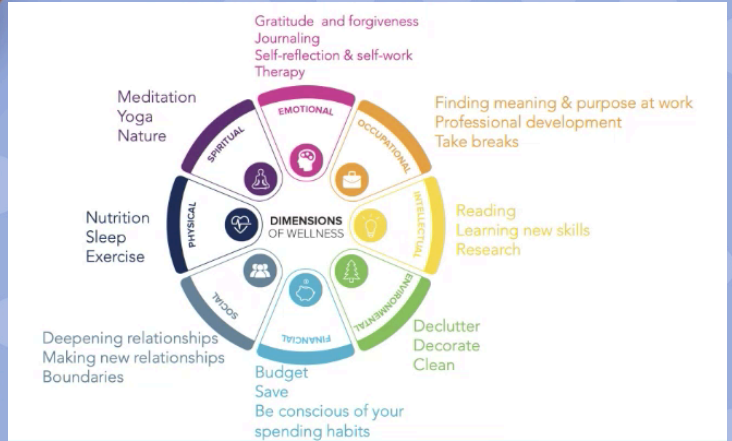 Gratitude and forgiveness
Journaling
Self-reflection & self-work
Therapy
Meditation
Yoga
Nature
Finding meaning & purpose at work
Professional development
Take breaks
EMOTIONAL
SPIRITUAL
OCCUPATIONAL
Nutrition
Sleep
Exercise
PHYSICAL
DIMENSIONS
OF WELLNESS
INTELLECTUAL
Reading
Learning new skills
Research
SOCIAL
FINANCIAL
ENVIRONMENTAL
Deepening relationships
Making new relationships
Boundaries
Declutter
Decorate
Clean
Budget
Save
Be conscious of your
spending habits